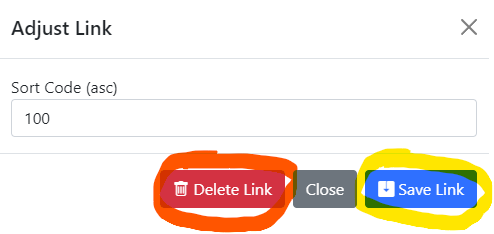 Adjust Link
Sort Code (asc)
100
Delete Link Close Save Link